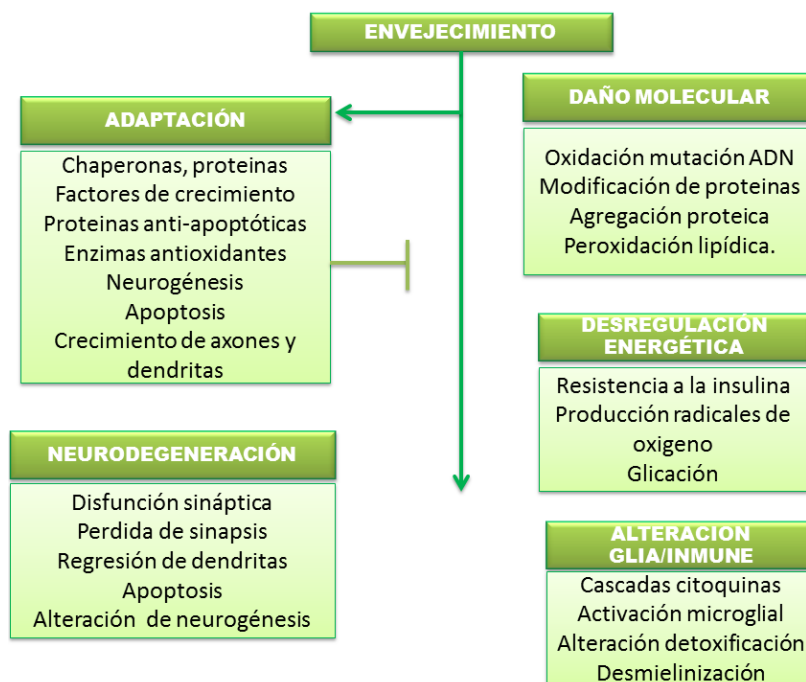 ENVEJECIMIENTO
ADAPTACIÓN
Chaperonas, proteinas
Factores de crecimiento
Proteinas anti-apoptóticas
Enzimas antioxidantes
Neurogénesis
Apoptosis
Crecimiento de axones y
dendritas
DAÑO MOLECULAR
Oxidación mutación ADN
Modificación de proteinas
Agregación proteica
Peroxidación lipídica.
DESREGULACIÓN
ENERGÉTICA
Resistencia a la insulina
Producción radicales de
oxigeno
Glicación
NEURODEGENERACIÓN
Disfunción sináptica
Perdida de sinapsis
Regresión de dendritas
Apoptosis
Alteración de neurogénesis
ALTERACION
GLIA/INMUNE
Cascadas citoquinas
Activación microglial
Alteración detoxificación
Desmielinización